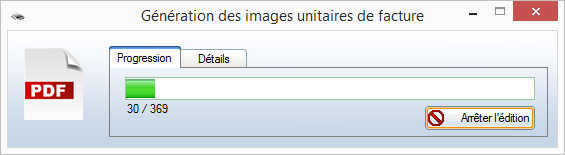 Génération des images unitaires de facture
Progression Détails
PDF
30 / 369
Arrêter l'édition